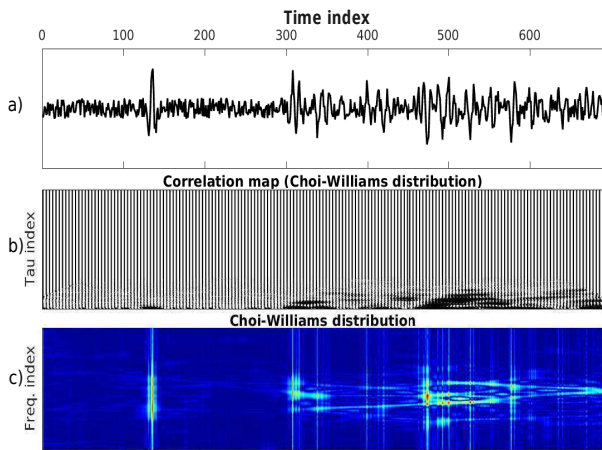 Time index
0 100 200 300 400 500 600
a)
Correlation map (Choi-Williams distribution)
b)
Tau index
Choi-Williams distribution
c)
Freq. index